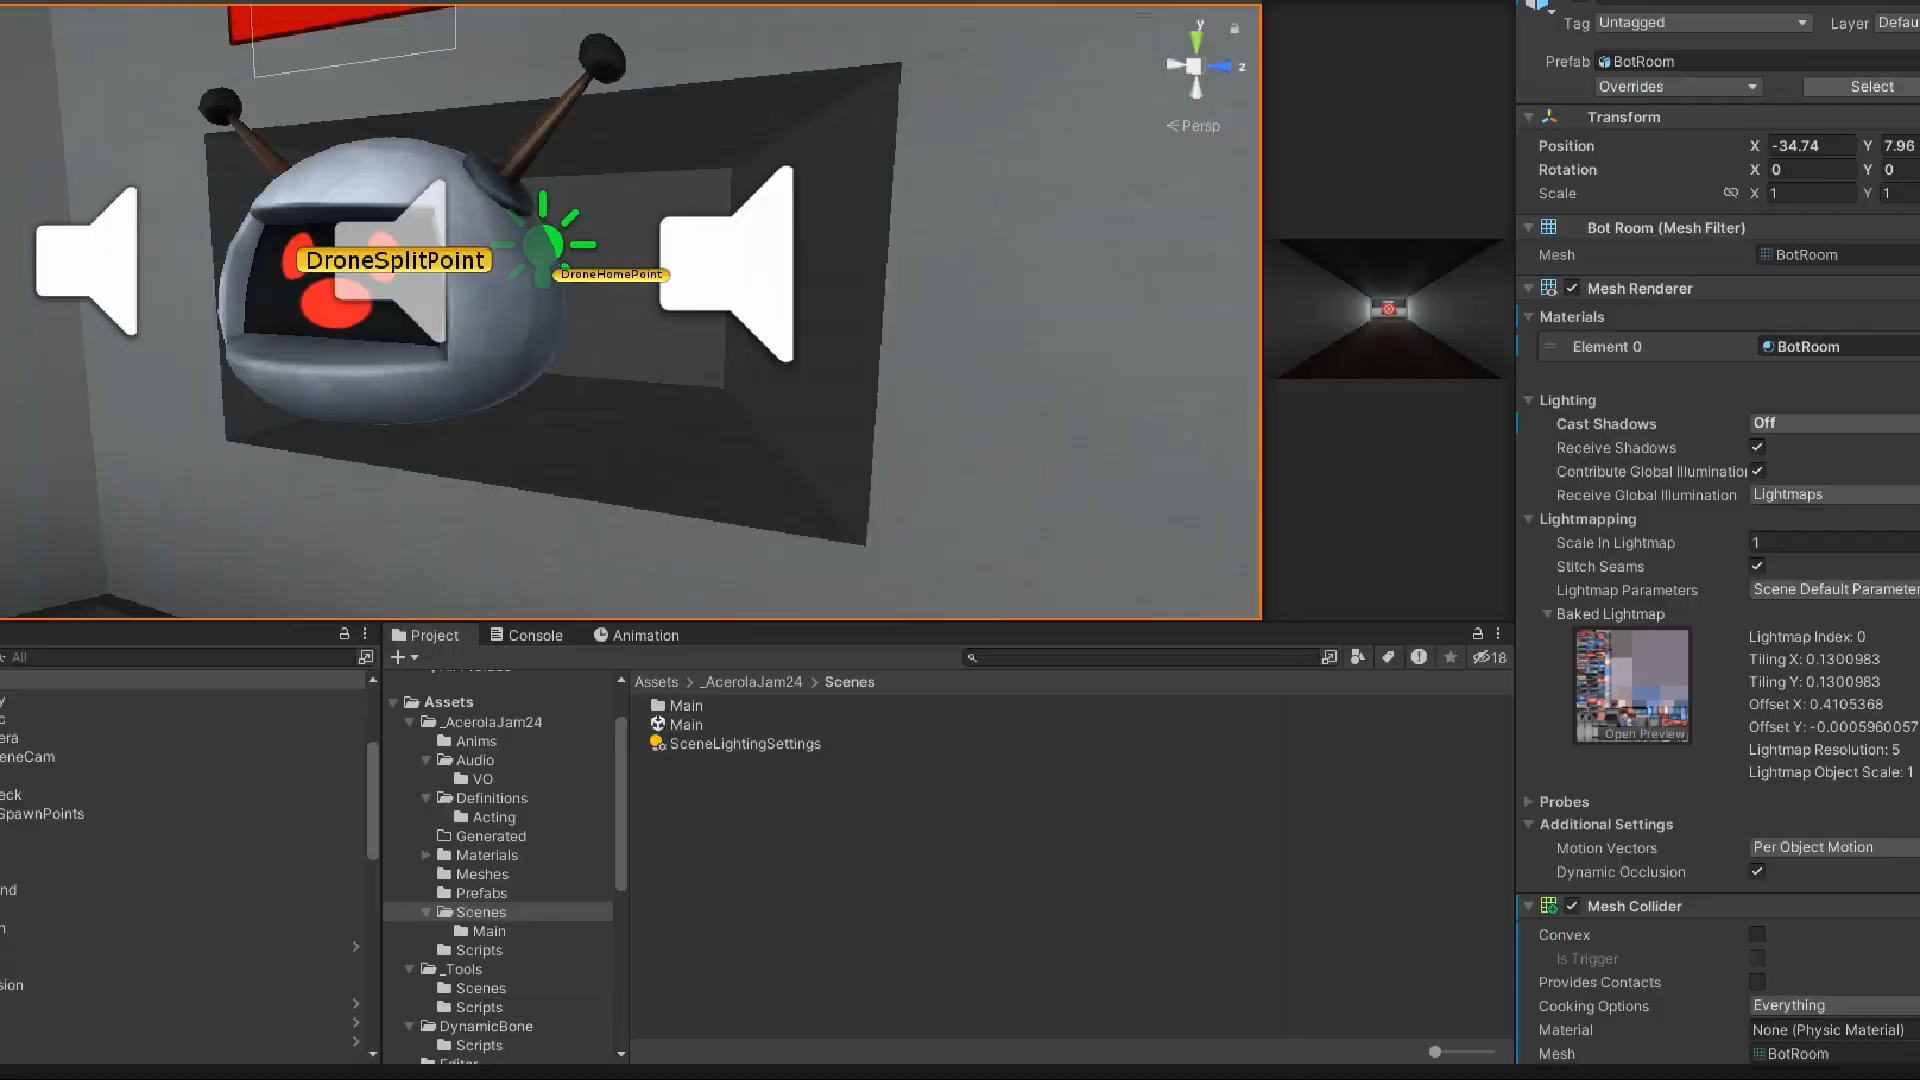 y
z
Persp
DroneSplitPoint
DroneHomePoint
Tag Untagged Layer Defau
Prefab BotRoom
Overrides Select
Transform
Position X -34.74 Y 7.96
Rotation X 0 Y 0
Scale X 1 Y 1
Bot Room (Mesh Filter)
Mesh BotRoom
Mesh Renderer
Materials
Element 0 BotRoom
Lighting
Cast Shadows Off
Receive Shadows
Contribute Global Illumination
Receive Global Illumination Lightmaps
Lightmapping
Scale In Lightmap 1
Stitch Seams
Lightmap Parameters Scene Default Parameter
Baked Lightmap
Open Preview
Lightmap Index: 0
Tiling X: 0.1300983
Tiling Y: 0.1300983
Offset X: 0.4105368
Offset Y: -0.0005960057
Lightmap Resolution: 5
Lightmap Object Scale: 1
Probes
Additional Settings
Motion Vectors Per Object Motion
Dynamic Occlusion
Mesh Collider
Convex
Is Trigger
Provides Contacts
Cooking Options Everything
Material None (Physic Material)
Mesh BotRoom
All
y
c
era
eneCam
eck
SpawnPoints
nd
n
sion
Project Console Animation
18
Assets
_AcerolaJam24
Anims
Audio
VO
Definitions
Acting
Generated
Materials
Meshes
Prefabs
Scenes
Main
Scripts
_Tools
Scenes
Scripts
DynamicBone
Scripts
Editor
Assets > _AcerolaJam24 > Scenes
Main
Main
SceneLightingSettings